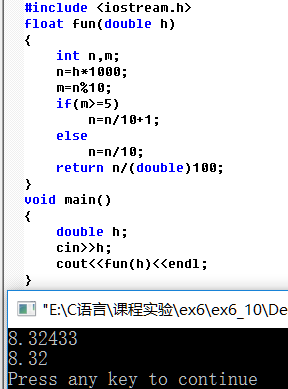 #include <iostream.h>
float fun(double h)
{
int n,m;
n=h*1000;
m=n%10;
if(m>=5)
n=n/10+1;
else
n=n/10;
return n/(double)100;
}
void main()
{
double h;
cin>>h;
cout<<fun(h)<<endl;
}
"E:\C语言\课程实验\ex6\ex6_10\De
8.32433
8.32
Press any key to continue